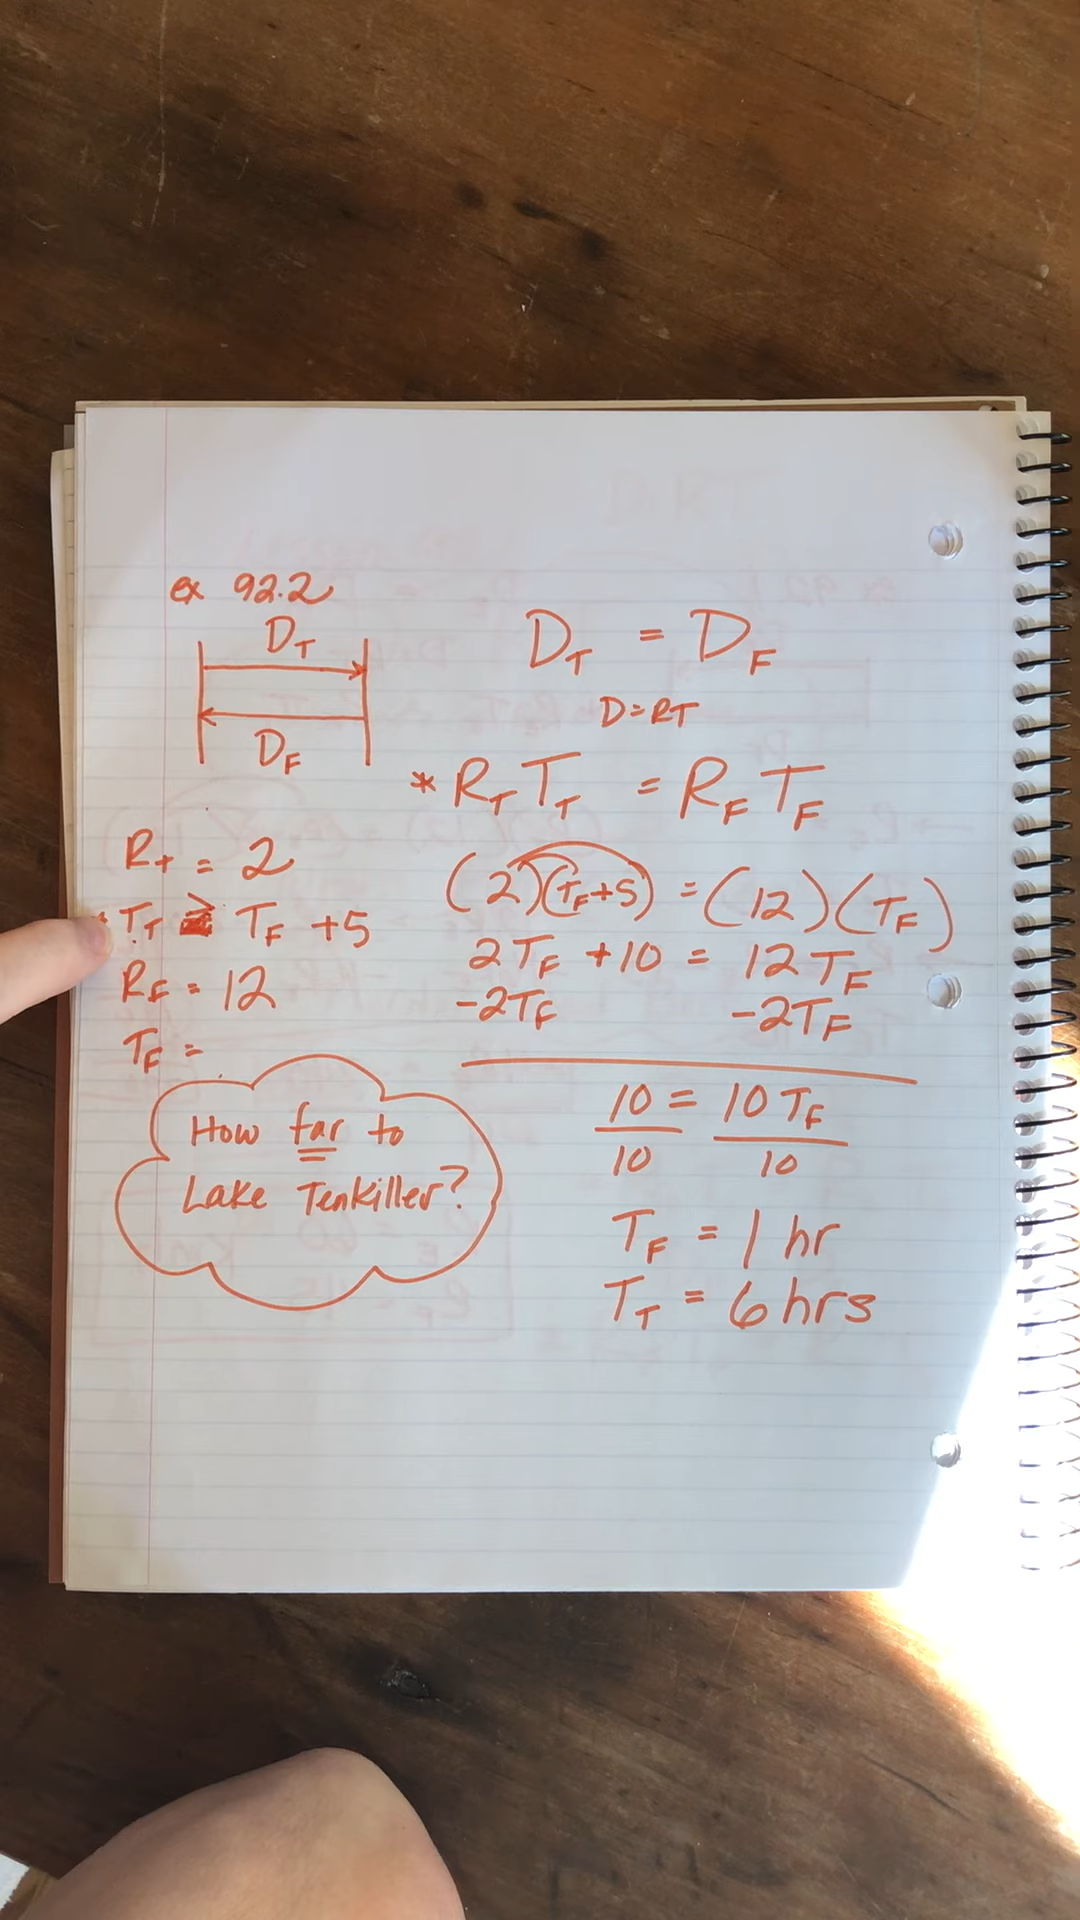 ex 92.2
D_T
D_F
D_T = D_F
D=RT
* R_T T_T = R_F T_F
R_T = 2
T_T = T_F +5
R_F = 12
T_F =
How far to
Lake Tenkiller?
(2)(T_F+5) = (12)(T_F)
2T_F +10 = 12T_F
-2T_F -2T_F
10 = 10T_F
10 10
T_F = 1 hr
T_T = 6 hrs